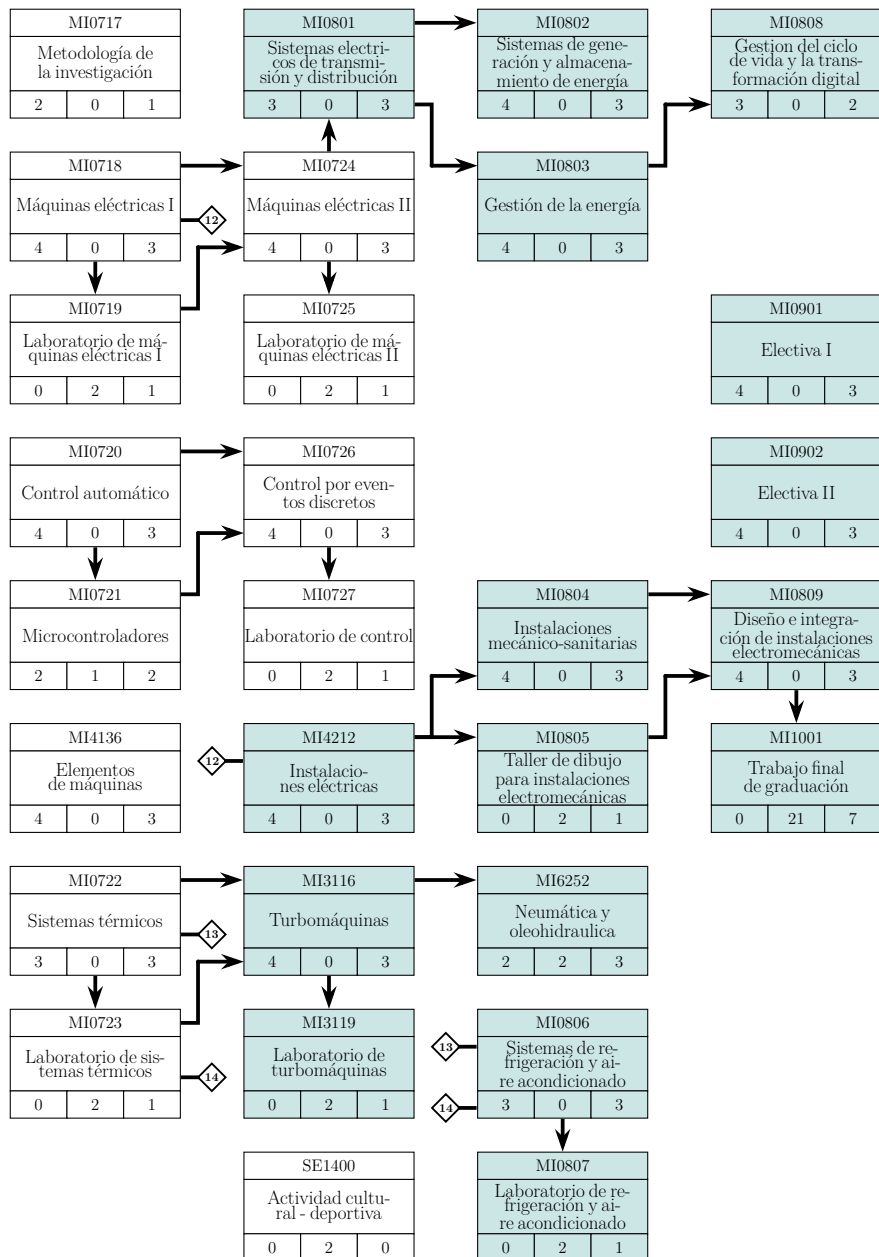 MI0717
Metodología de
la investigación
2 0 1
MI0801
Sistemas electri-
cos de transmi-
sión y distribución
3 0 3
MI0802
Sistemas de gene-
ración y almacena-
miento de energía
4 0 3
MI0808
Gestion del ciclo
de vida y la trans-
formación digital
3 0 2
MI0718
Máquinas eléctricas I
4 0 3
12
MI0724
Máquinas eléctricas II
4 0 3
MI0803
Gestión de la energía
4 0 3
MI0719
Laboratorio de má-
quinas eléctricas I
0 2 1
MI0725
Laboratorio de má-
quinas eléctricas II
0 2 1
MI0901
Electiva I
4 0 3
MI0720
Control automático
4 0 3
MI0726
Control por even-
tos discretos
4 0 3
MI0902
Electiva II
4 0 3
MI0721
Microcontroladores
2 1 2
MI0727
Laboratorio de control
0 2 1
MI0804
Instalaciones
mecánico-sanitarias
4 0 3
MI0809
Diseño e integra-
ción de instalaciones
electromecánicas
4 0 3
MI4136
Elementos
de máquinas
4 0 3
12
MI4212
Instalacio-
nes eléctricas
4 0 3
MI0805
Taller de dibujo
para instalaciones
electromecánicas
0 2 1
MI1001
Trabajo final
de graduación
0 21 7
MI0722
Sistemas térmicos
3 0 3
13
MI3116
Turbomáquinas
4 0 3
MI6252
Neumática y
oleohidraulica
2 2 3
MI0723
Laboratorio de sis-
temas térmicos
0 2 1
14
MI3119
Laboratorio de
turbomáquinas
0 2 1
13
14
MI0806
Sistemas de re-
frigeración y ai-
re acondicionado
3 0 3
SE1400
Actividad cultu-
ral - deportiva
0 2 0
MI0807
Laboratorio de re-
frigeración y ai-
re acondicionado
0 2 1